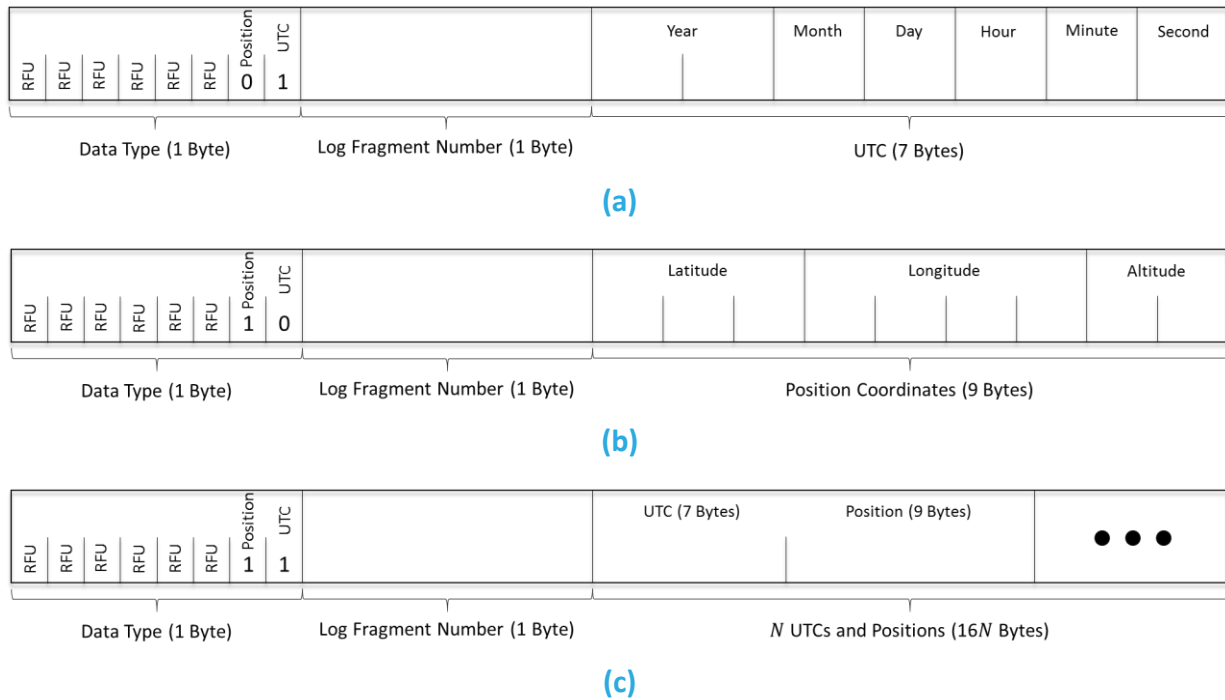 Year Month Day Hour Minute Second
RFU RFU RFU RFU RFU RFU Position UTC
0 1
Data Type (1 Byte) Log Fragment Number (1 Byte) UTC (7 Bytes)
(a)
Latitude Longitude Altitude
RFU RFU RFU RFU RFU RFU Position UTC
1 0
Data Type (1 Byte) Log Fragment Number (1 Byte) Position Coordinates (9 Bytes)
(b)
UTC (7 Bytes) Position (9 Bytes)
RFU RFU RFU RFU RFU RFU Position UTC
1 1
Data Type (1 Byte) Log Fragment Number (1 Byte) N UTCs and Positions (16N Bytes)
(c)